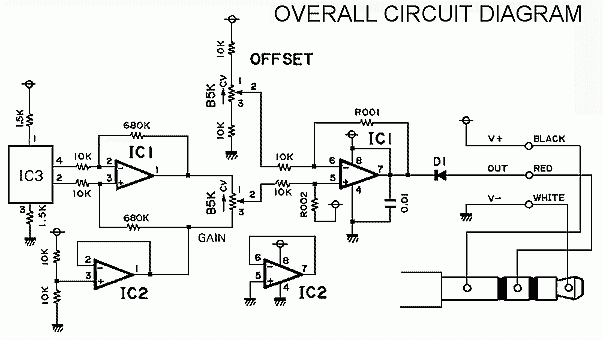 OVERALL CIRCUIT DIAGRAM
10K
OFFSET
B5K
CV
1
2
3
10K
1.5K
1
IC3
4
2
3
1.5K
10K
10K
680K
2
3
1
IC1
680K
B5K
CV
1
2
3
GAIN
10K
10K
2
3
1
IC2
R001
10K
10K
6
5
8
7
4
IC1
R002
0.01
D1
6
5
8
7
4
IC2
V+ BLACK
OUT RED
V- WHITE